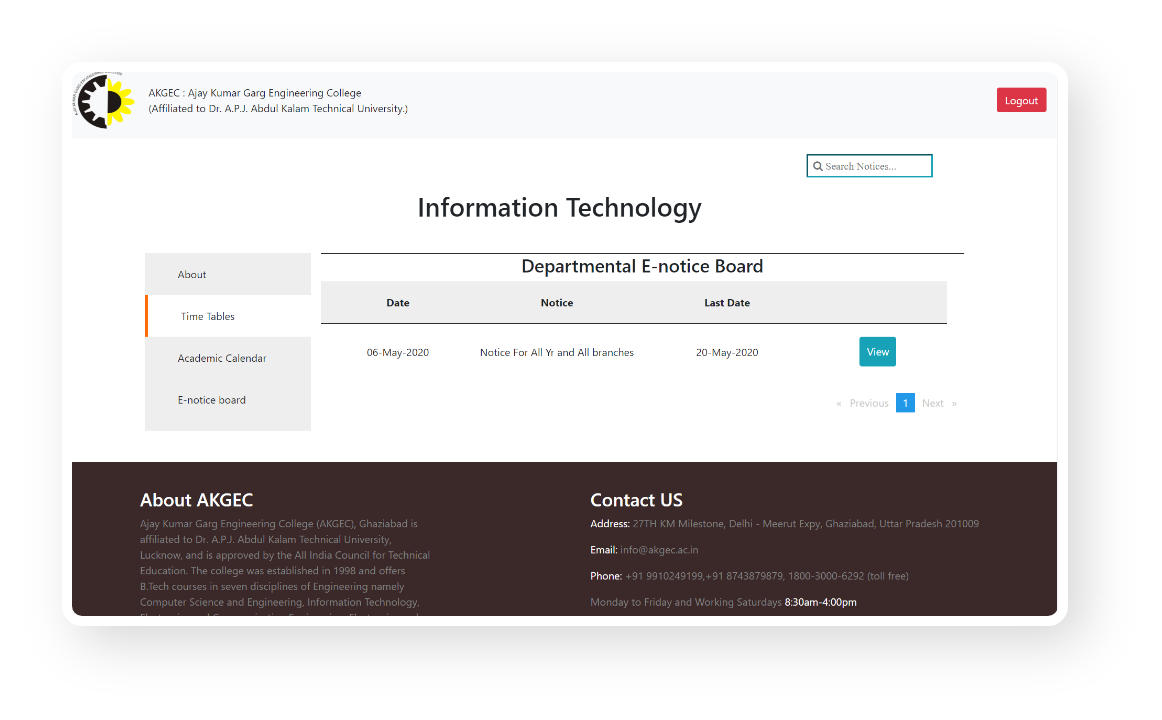 AKGEC : Ajay Kumar Garg Engineering College
(Affiliated to Dr. A.P.J. Abdul Kalam Technical University.)
Logout
Search Notices...
Information Technology
About
Time Tables
Academic Calendar
E-notice board
Departmental E-notice Board
Date Notice Last Date
06-May-2020 Notice For All Yr and All branches 20-May-2020 View
« Previous 1 Next »
About AKGEC
Ajay Kumar Garg Engineering College (AKGEC), Ghaziabad is
affiliated to Dr. A.P.J. Abdul Kalam Technical University,
Lucknow, and is approved by the All India Council for Technical
Education. The college was established in 1998 and offers
B.Tech courses in seven disciplines of Engineering namely
Computer Science and Engineering, Information Technology,
Contact US
Address: 27TH KM Milestone, Delhi - Meerut Expy, Ghaziabad, Uttar Pradesh 201009
Email: info@akgec.ac.in
Phone: +91 9910249199,+91 8743879879, 1800-3000-6292 (toll free)
Monday to Friday and Working Saturdays 8:30am-4:00pm